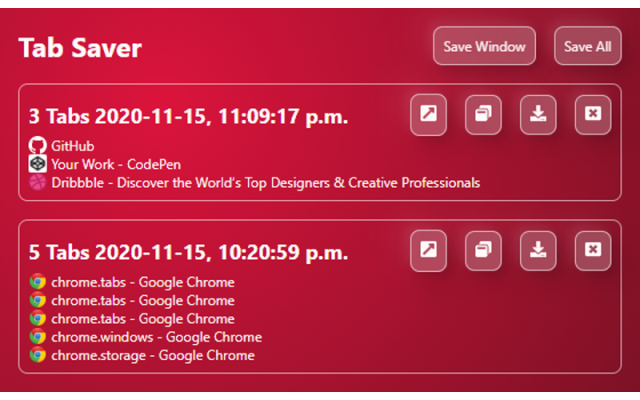 Tab Saver
Save Window
Save All
3 Tabs 2020-11-15, 11:09:17 p.m.
GitHub
Your Work - CodePen
Dribbble - Discover the World's Top Designers & Creative Professionals
5 Tabs 2020-11-15, 10:20:59 p.m.
chrome.tabs - Google Chrome
chrome.tabs - Google Chrome
chrome.tabs - Google Chrome
chrome.windows - Google Chrome
chrome.storage - Google Chrome